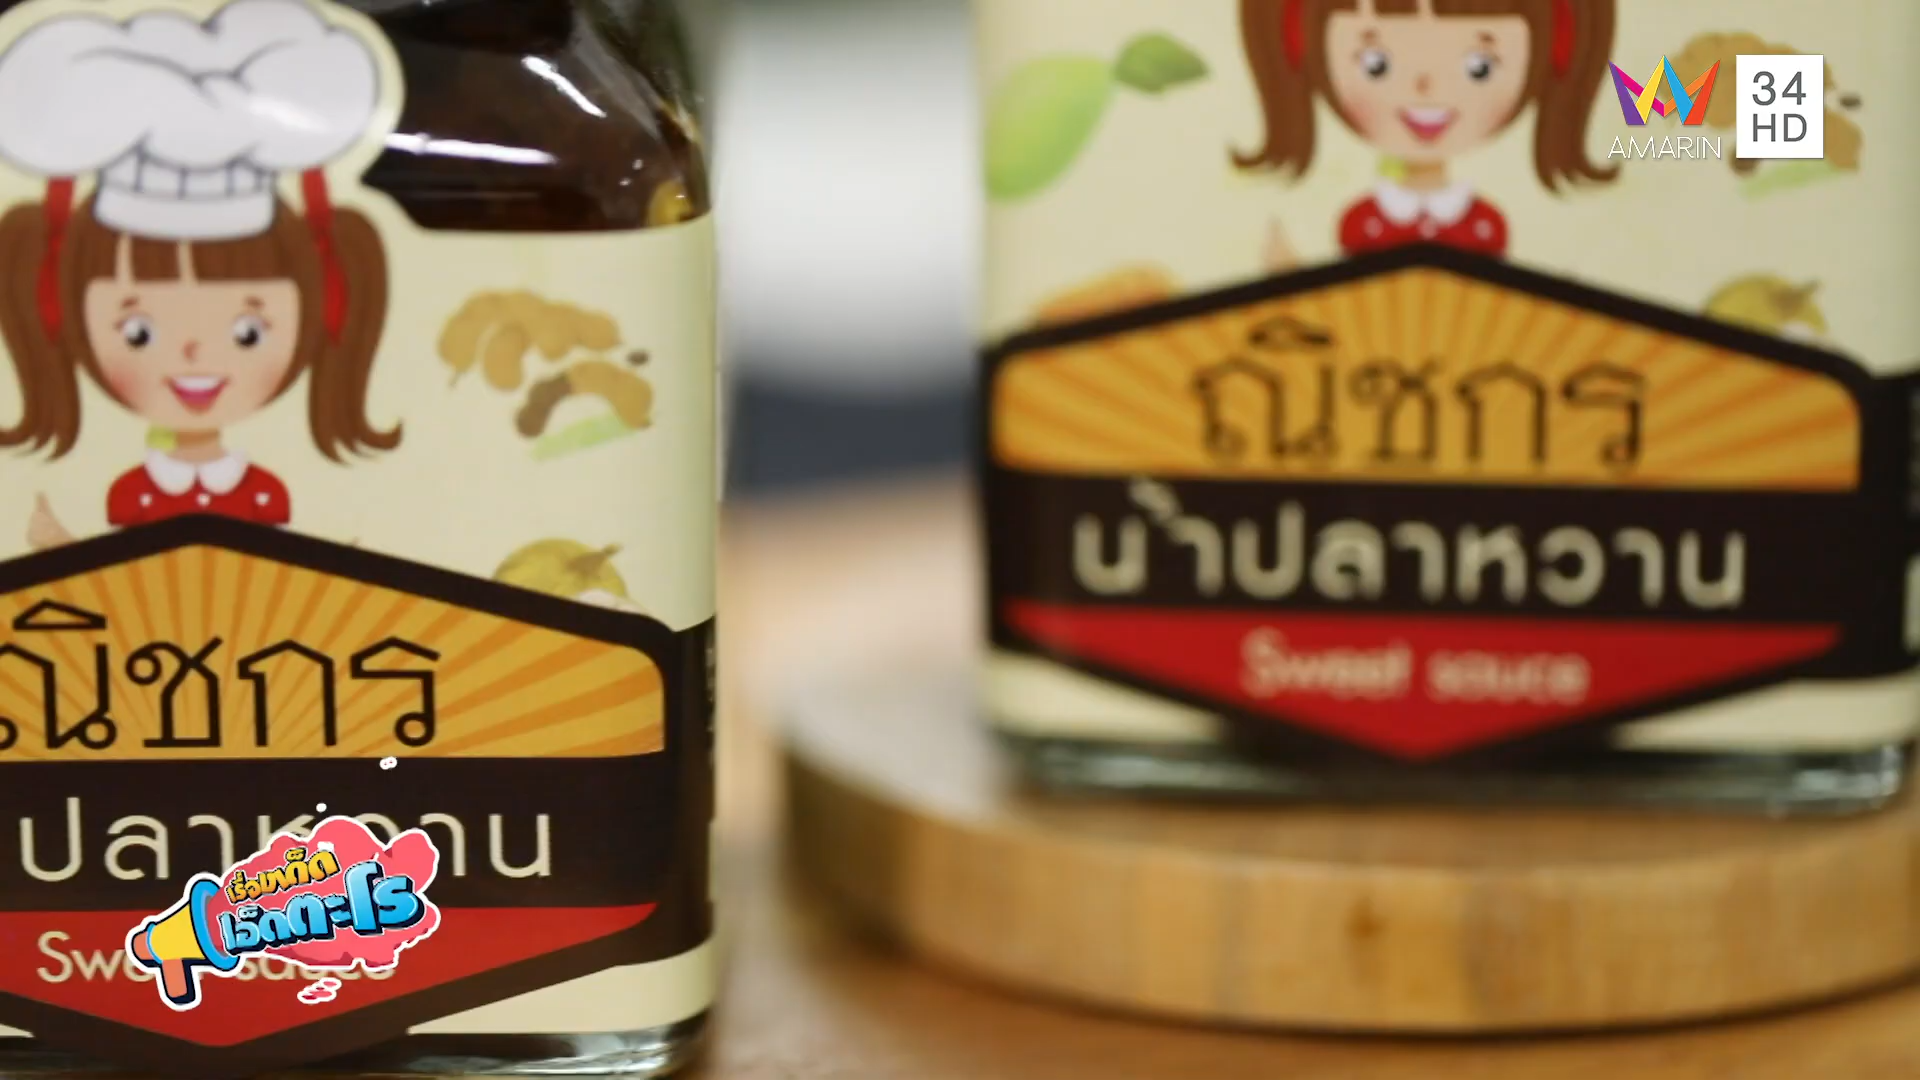 AMARIN
34
HD
ณิชกร
น้ำปลาหวาน
Sweet sauce
ณิชกร
ปลาหวาน
Sweet sauce
เรื่องเด็ด
เอ็ดตะโร